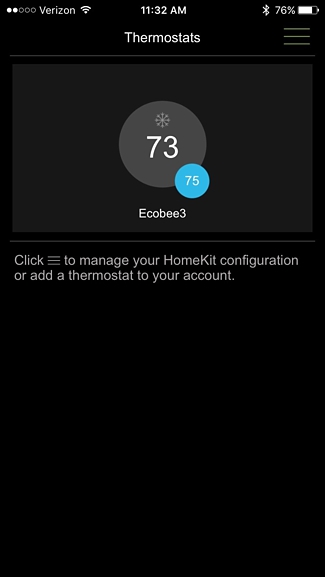 Verizon 11:32 AM 76%
Thermostats
73
75
Ecobee3
Click to manage your HomeKit configuration
or add a thermostat to your account.